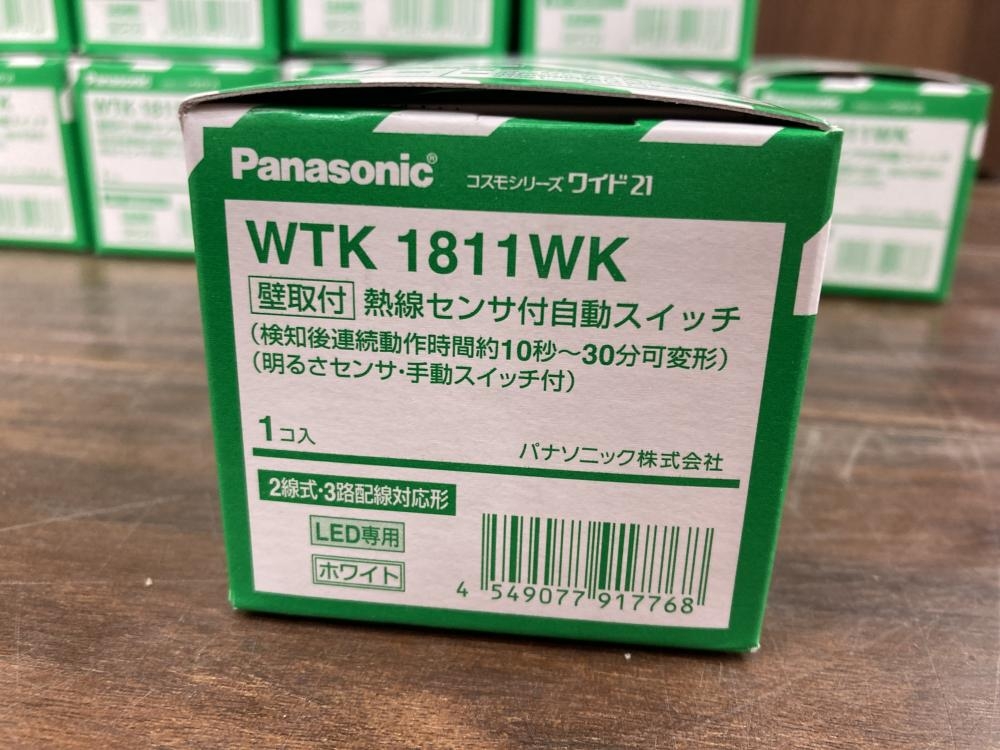 Panasonic
Panasonic
Panasonic® コスモシリーズ ワイド21
WTK 1811WK
壁取付 熱線センサ付自動スイッチ
(検知後連続動作時間約10秒〜30分可変形)
(明るさセンサ・手動スイッチ付)
1コ入
パナソニック株式会社
2線式・3路配線対応形
LED専用
ホワイト
4 549077 917768